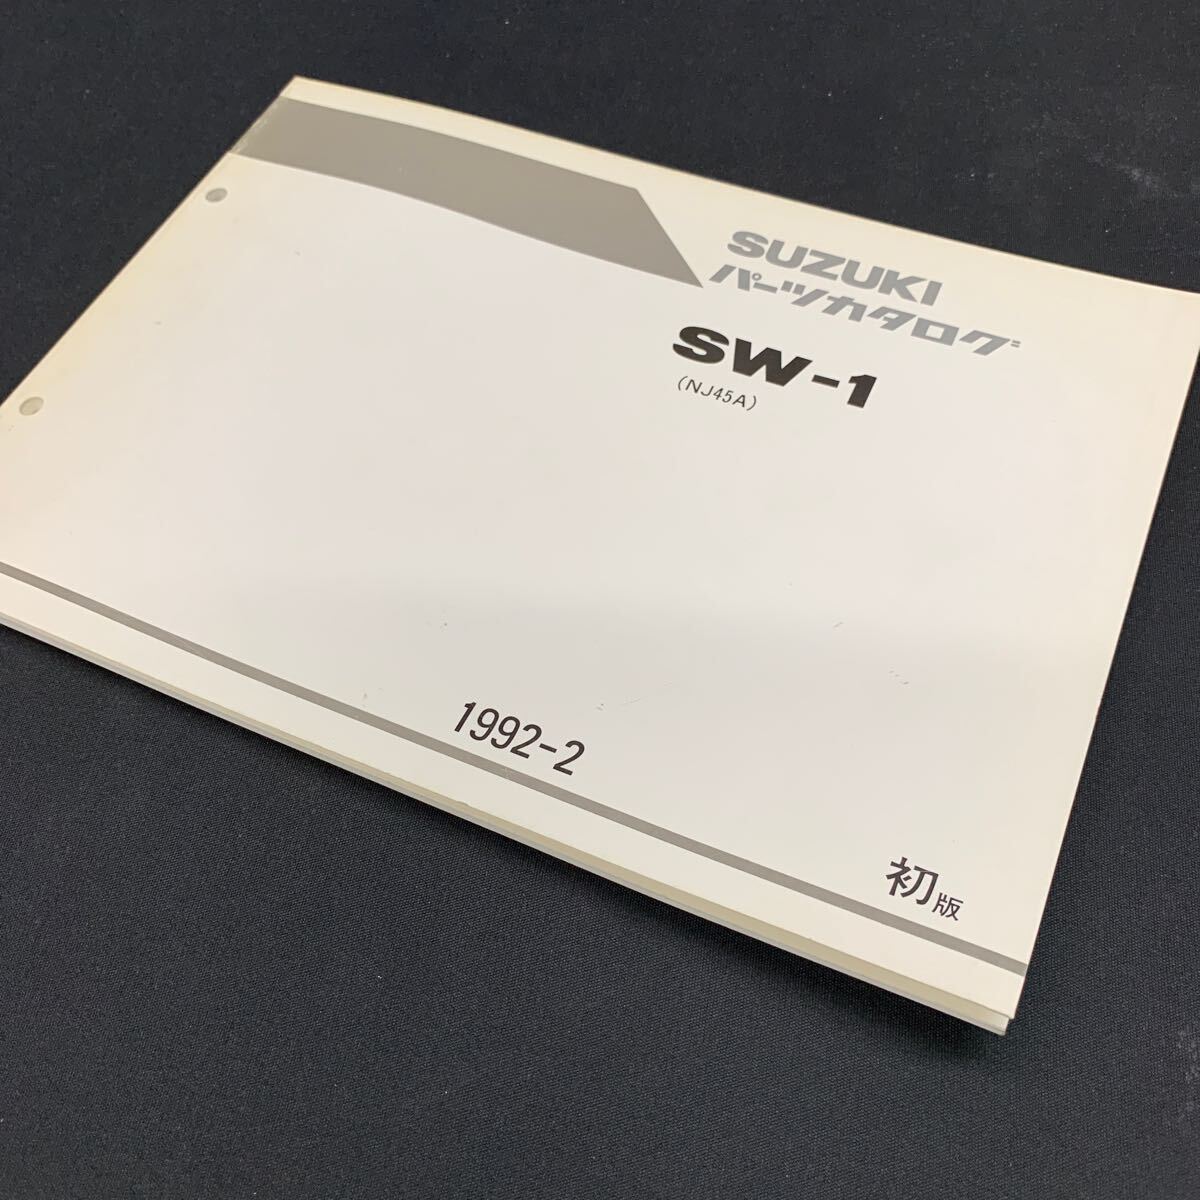 SUZUKI
パーツカタログ
SW-1
(NJ45A)
1992-2
初版